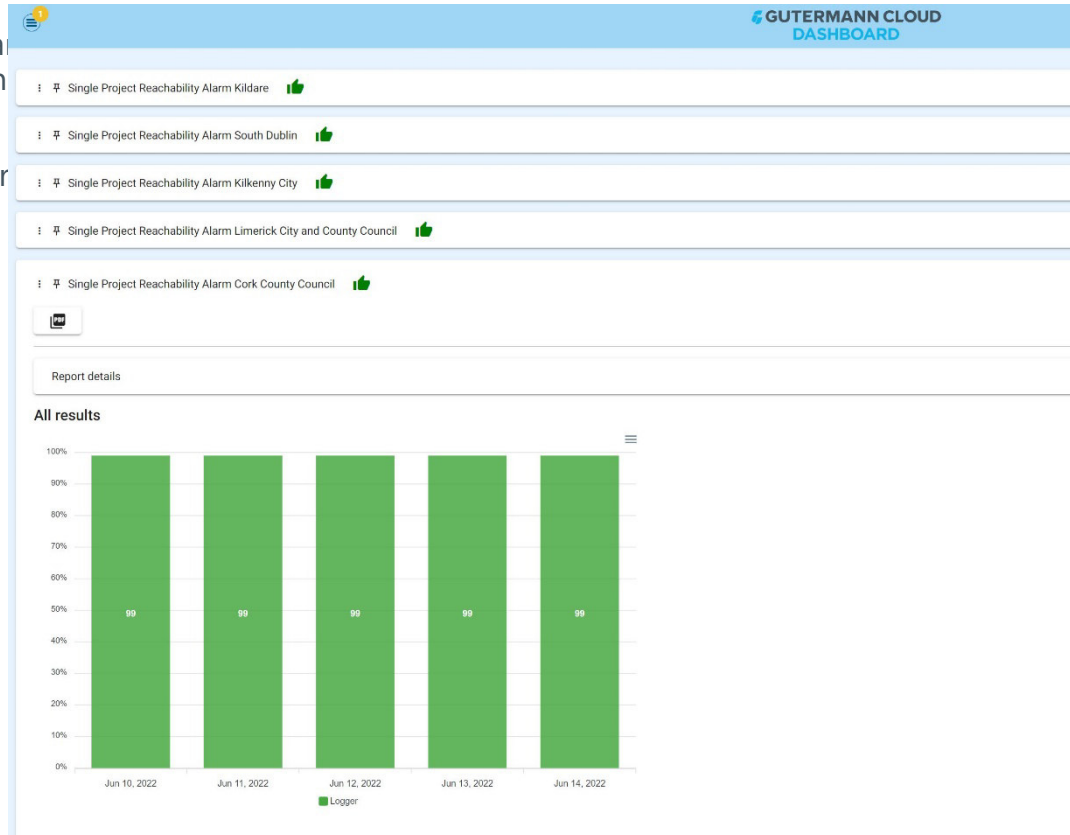 1
GUTERMANN CLOUD
DASHBOARD
Single Project Reachability Alarm Kildare
Single Project Reachability Alarm South Dublin
Single Project Reachability Alarm Kilkenny City
Single Project Reachability Alarm Limerick City and County Council
Single Project Reachability Alarm Cork County Council
PDF
Report details
All results
100%
90%
80%
70%
60%
50%
40%
30%
20%
10%
0%
99 99 99 99 99
Jun 10, 2022 Jun 11, 2022 Jun 12, 2022 Jun 13, 2022 Jun 14, 2022
Logger